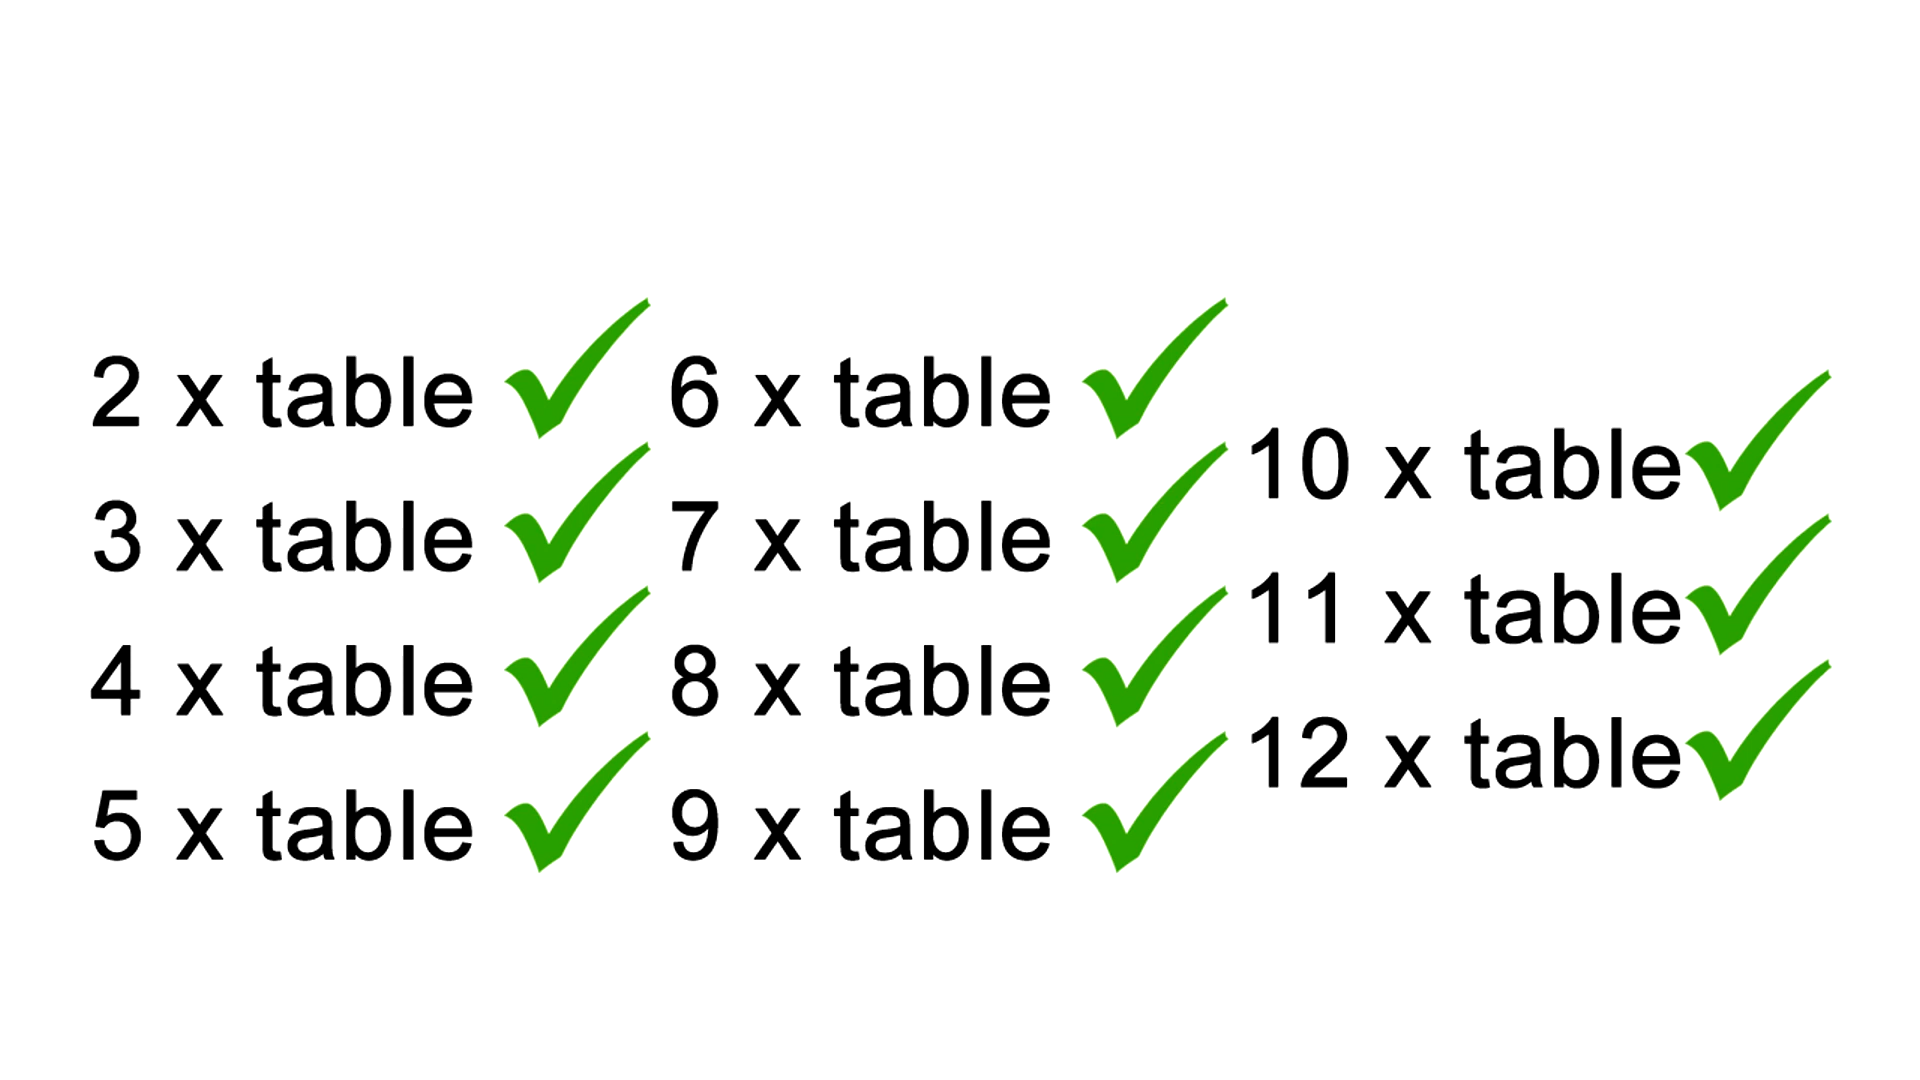 2 x table
3 x table
4 x table
5 x table
6 x table
7 x table
8 x table
9 x table
10 x table
11 x table
12 x table